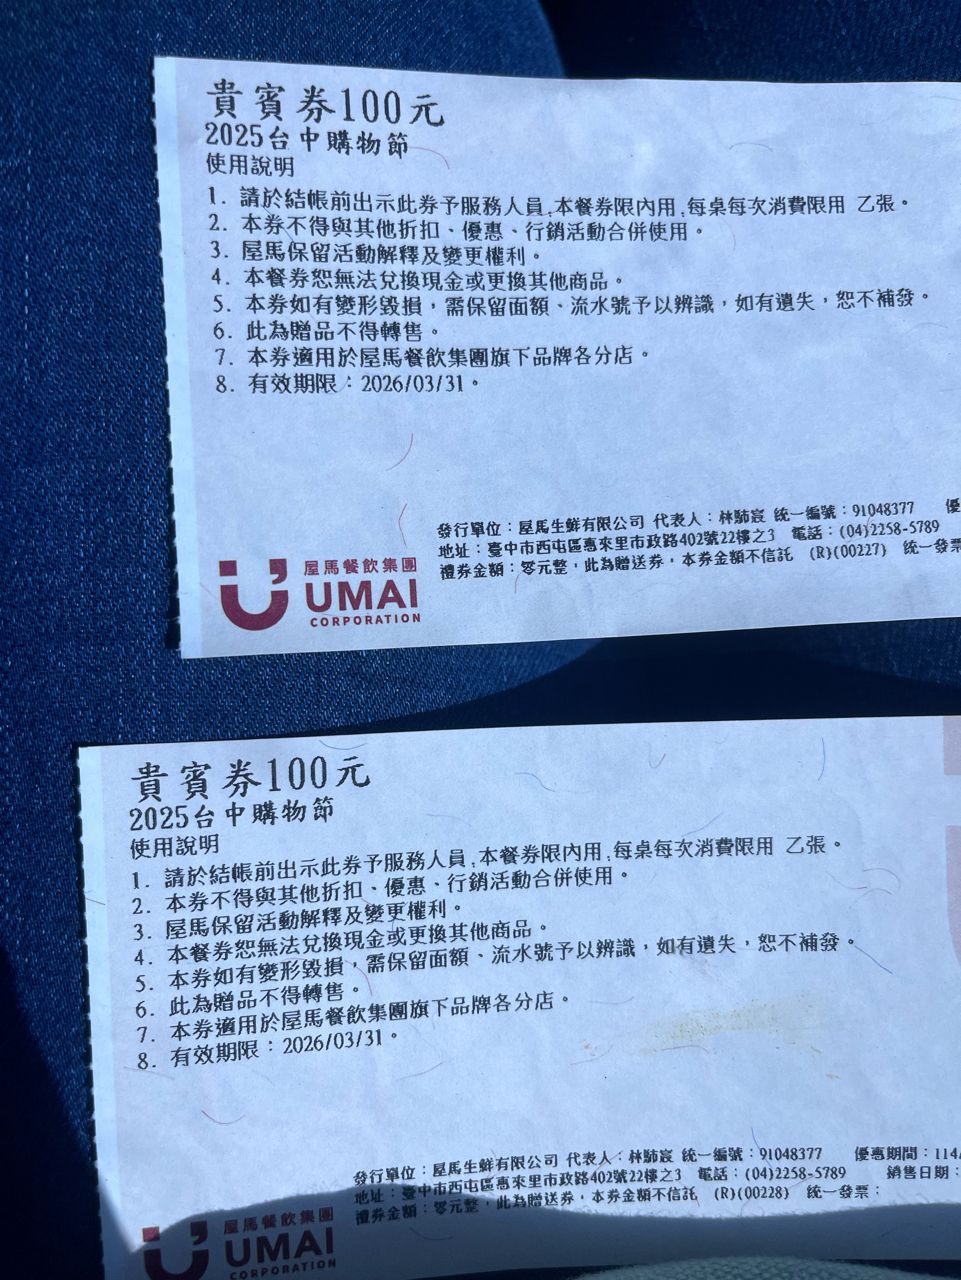 貴賓券100元
2025台中購物節
使用說明
1. 請於結帳前出示此券予服務人員,本餐券限內用,每桌每次消費限用 乙張。
2. 本券不得與其他折扣、優惠、行銷活動合併使用。
3. 屋馬保留活動解釋及變更權利。
4. 本餐券恕無法兌換現金或更換其他商品。
5. 本券如有變形毀損,需保留面額、流水號予以辨識,如有遺失,恕不補發。
6. 此為贈品不得轉售。
7. 本券適用於屋馬餐飲集團旗下品牌各分店。
8. 有效期限:2026/03/31。
發行單位:屋馬生鮮有限公司 代表人:林駉宸 統一編號:91048377 優
地址:臺中市西屯區惠來里市政路402號22樓之3 電話:(04)2258-5789
禮券金額:零元整,此為贈送券,本券金額不信託 (R)(00227) 統一發票
屋馬餐飲集團
UMAI
CORPORATION
貴賓券100元
2025台中購物節
使用說明
1. 請於結帳前出示此券予服務人員,本餐券限內用,每桌每次消費限用 乙張。
2. 本券不得與其他折扣、優惠、行銷活動合併使用。
3. 屋馬保留活動解釋及變更權利。
4. 本餐券恕無法兌換現金或更換其他商品。
5. 本券如有變形毀損,需保留面額、流水號予以辨識,如有遺失,恕不補發。
6. 此為贈品不得轉售。
7. 本券適用於屋馬餐飲集團旗下品牌各分店。
8. 有效期限:2026/03/31。
發行單位:屋馬生鮮有限公司 代表人:林駉宸 統一編號:91048377 優惠期間:114/
地址:臺中市西屯區惠來里市政路402號22樓之3 電話:(04)2258-5789 銷售日期:
禮券金額:零元整,此為贈送券,本券金額不信託 (R)(00228) 統一發票:
屋馬餐飲集團
UMAI
CORPORATION